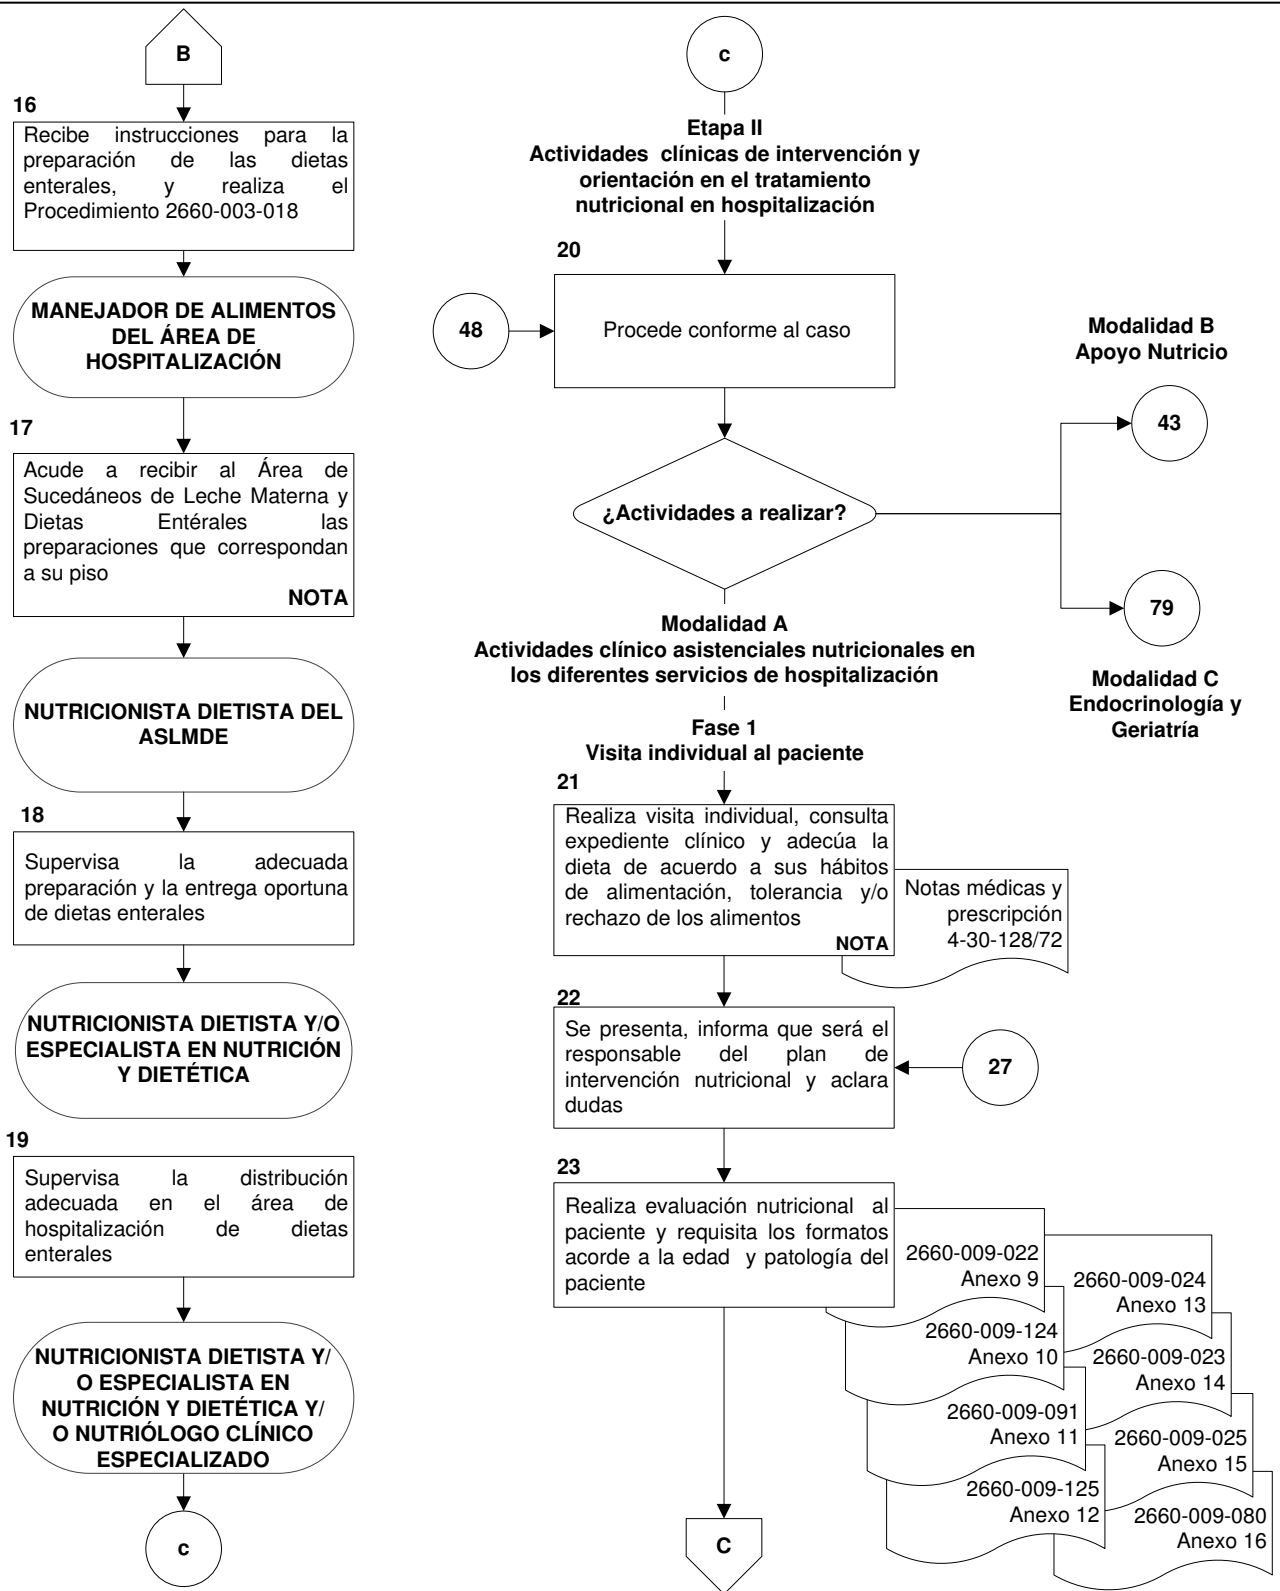 B
16
Recibe instrucciones para la
preparación de las dietas
enterales, y realiza el
Procedimiento 2660-003-018
MANEJADOR DE ALIMENTOS
DEL ÁREA DE
HOSPITALIZACIÓN
17
Acude a recibir al Área de
Sucedáneos de Leche Materna y
Dietas Entérales las
preparaciones que correspondan
a su piso
NOTA
NUTRICIONISTA DIETISTA DEL
ASLMDE
18
Supervisa la adecuada
preparación y la entrega oportuna
de dietas enterales
NUTRICIONISTA DIETISTA Y/O
ESPECIALISTA EN NUTRICIÓN
Y DIETÉTICA
19
Supervisa la distribución
adecuada en el área de
hospitalización de dietas
enterales
NUTRICIONISTA DIETISTA Y/
O ESPECIALISTA EN
NUTRICIÓN Y DIETÉTICA Y/
O NUTRIÓLOGO CLÍNICO
ESPECIALIZADO
c
c
Etapa II
Actividades clínicas de intervención y
orientación en el tratamiento
nutricional en hospitalización
20
48
Procede conforme al caso
¿Actividades a realizar?
Modalidad B
Apoyo Nutricio
43
79
Modalidad C
Endocrinología y
Geriatría
Modalidad A
Actividades clínico asistenciales nutricionales en
los diferentes servicios de hospitalización
Fase 1
Visita individual al paciente
21
Realiza visita individual, consulta
expediente clínico y adecúa la
dieta de acuerdo a sus hábitos
de alimentación, tolerancia y/o
rechazo de los alimentos
NOTA
Notas médicas y
prescripción
4-30-128/72
22
Se presenta, informa que será el
responsable del plan de
intervención nutricional y aclara
dudas
27
23
Realiza evaluación nutricional al
paciente y requisita los formatos
acorde a la edad y patología del
paciente
2660-009-022
Anexo 9
2660-009-124
Anexo 10
2660-009-091
Anexo 11
2660-009-125
Anexo 12
2660-009-024
Anexo 13
2660-009-023
Anexo 14
2660-009-025
Anexo 15
2660-009-080
Anexo 16
C